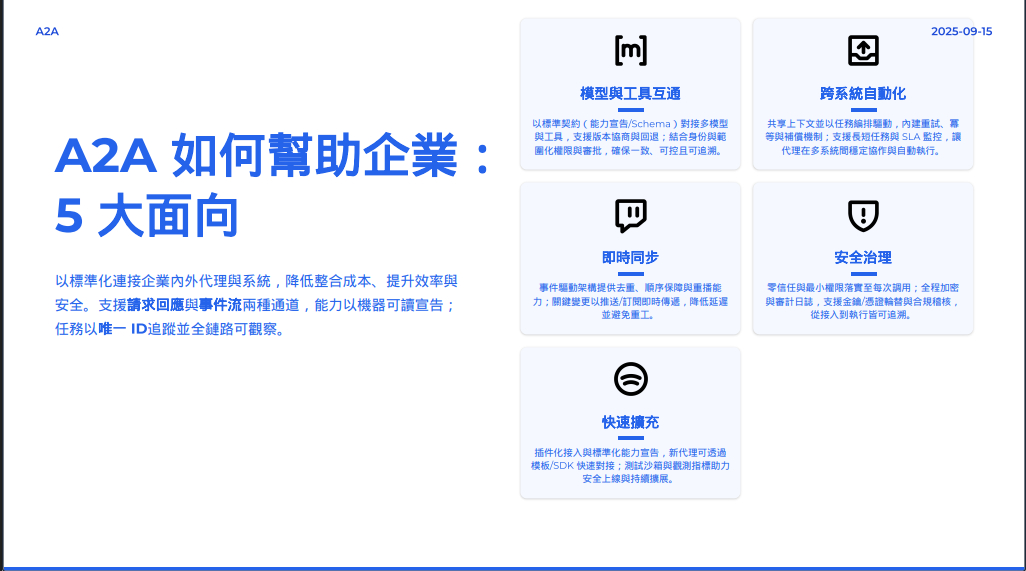 A2A
2025-09-15
A2A 如何幫助企業：
5 大面向
以標準化連接企業內外代理與系統，降低整合成本、提升效率與
安全。支援請求回應與事件流兩種通道，能力以機器可讀宣告；
任務以唯一 ID追蹤並全鏈路可觀察。
模型與工具互通
以標準契約（能力宣告/Schema）對接多模型
與工具，支援版本協商與回退；結合身份與範
圍化權限與審批，確保一致、可控且可追溯。
跨系統自動化
共享上下文並以任務編排驅動，內建重試、冪
等與補償機制；支援長短任務與 SLA 監控，讓
代理在多系統間穩定協作與自動執行。
即時同步
事件驅動架構提供去重、順序保障與重播能
力；關鍵變更以推送/訂閱即時傳遞，降低延遲
並避免重工。
安全治理
零信任與最小權限落實至每次調用；全程加密
與審計日誌，支援金鑰/憑證輪替與合規稽核，
從接入到執行皆可追溯。
快速擴充
插件化接入與標準化能力宣告，新代理可透過
模板/SDK 快速對接；測試沙箱與觀測指標助力
安全上線與持續擴展。